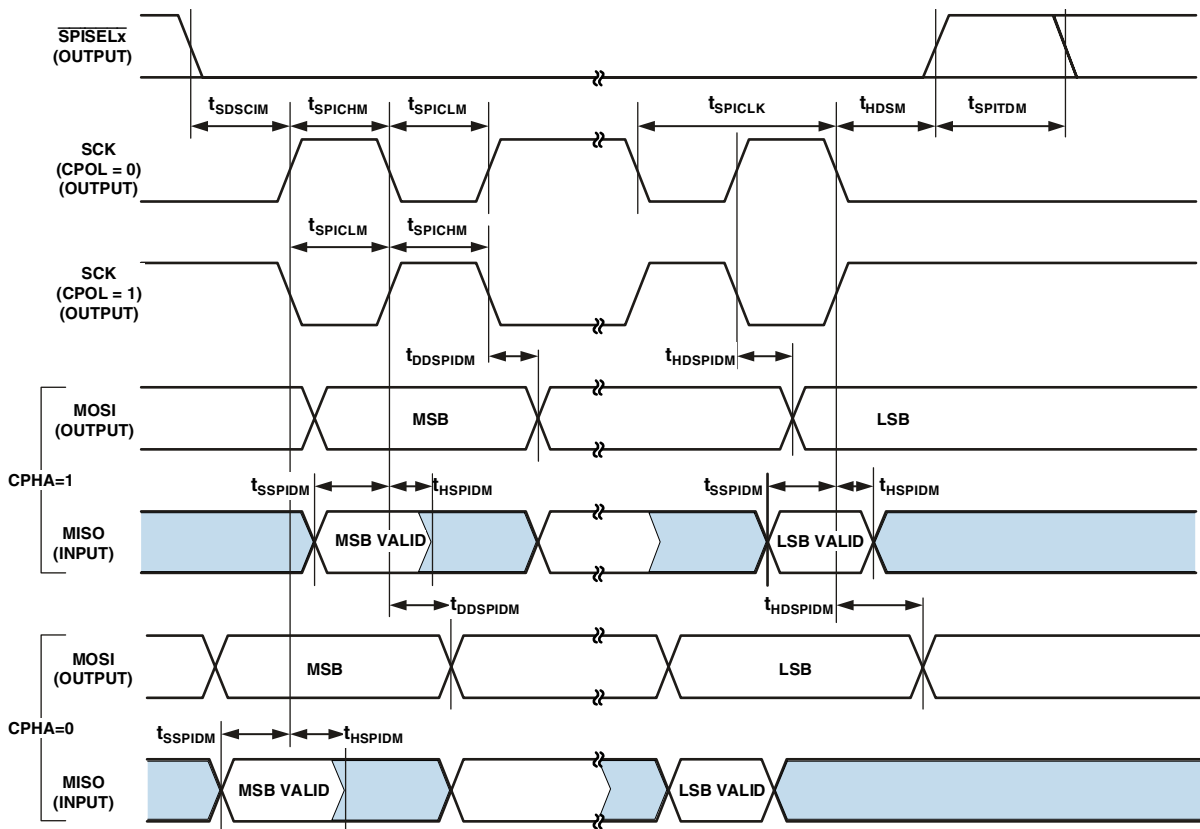 SPISELx
(OUTPUT)
tSDSCIM
tSPICHM
tSPICLM
tSPICLK
tHDSM
tSPITDM
SCK
(CPOL = 0)
(OUTPUT)
tSPICLM
tSPICHM
SCK
(CPOL = 1)
(OUTPUT)
tDDSPIDM
tHDSPIDM
MOSI
(OUTPUT)
MSB
LSB
CPHA=1
tSSPIDM
tHSPIDM
tSSPIDM
tHSPIDM
MISO
(INPUT)
MSB VALID
LSB VALID
tDDSPIDM
tHDSPIDM
MOSI
(OUTPUT)
MSB
LSB
CPHA=0
tSSPIDM
tHSPIDM
MISO
(INPUT)
MSB VALID
LSB VALID